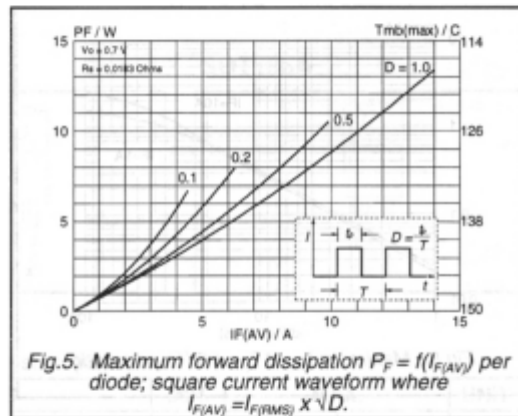 PF / W
Tmb(max) / C
15
114
Vo = 0.7 V
Rs = 0.0183 Ohms
D = 1.0
0.5
10
126
0.2
0.1
5
138
I
D =
T
T
t
0
150
0
5
10
15
IF(AV) / A
Fig.5. Maximum forward dissipation PF = f(IF(AV)) per
diode; square current waveform where
IF(AV) =IF(RMS) x √D.